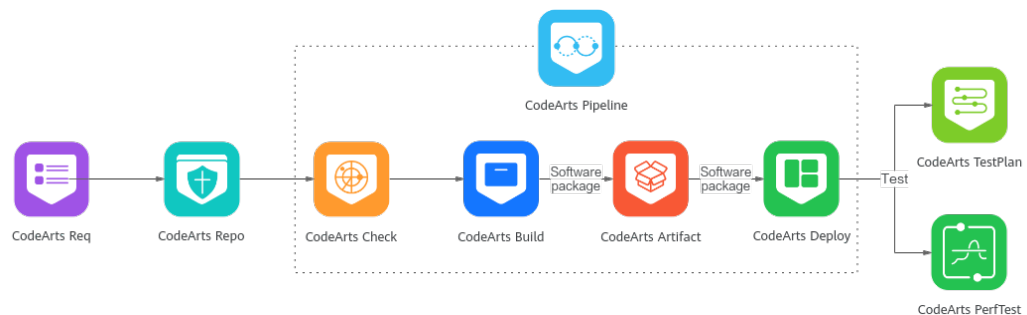 CodeArts Pipeline
CodeArts Req
CodeArts Repo
CodeArts Check
CodeArts Build
Software
package
CodeArts Artifact
Software
package
CodeArts Deploy
Test
CodeArts TestPlan
CodeArts PerfTest